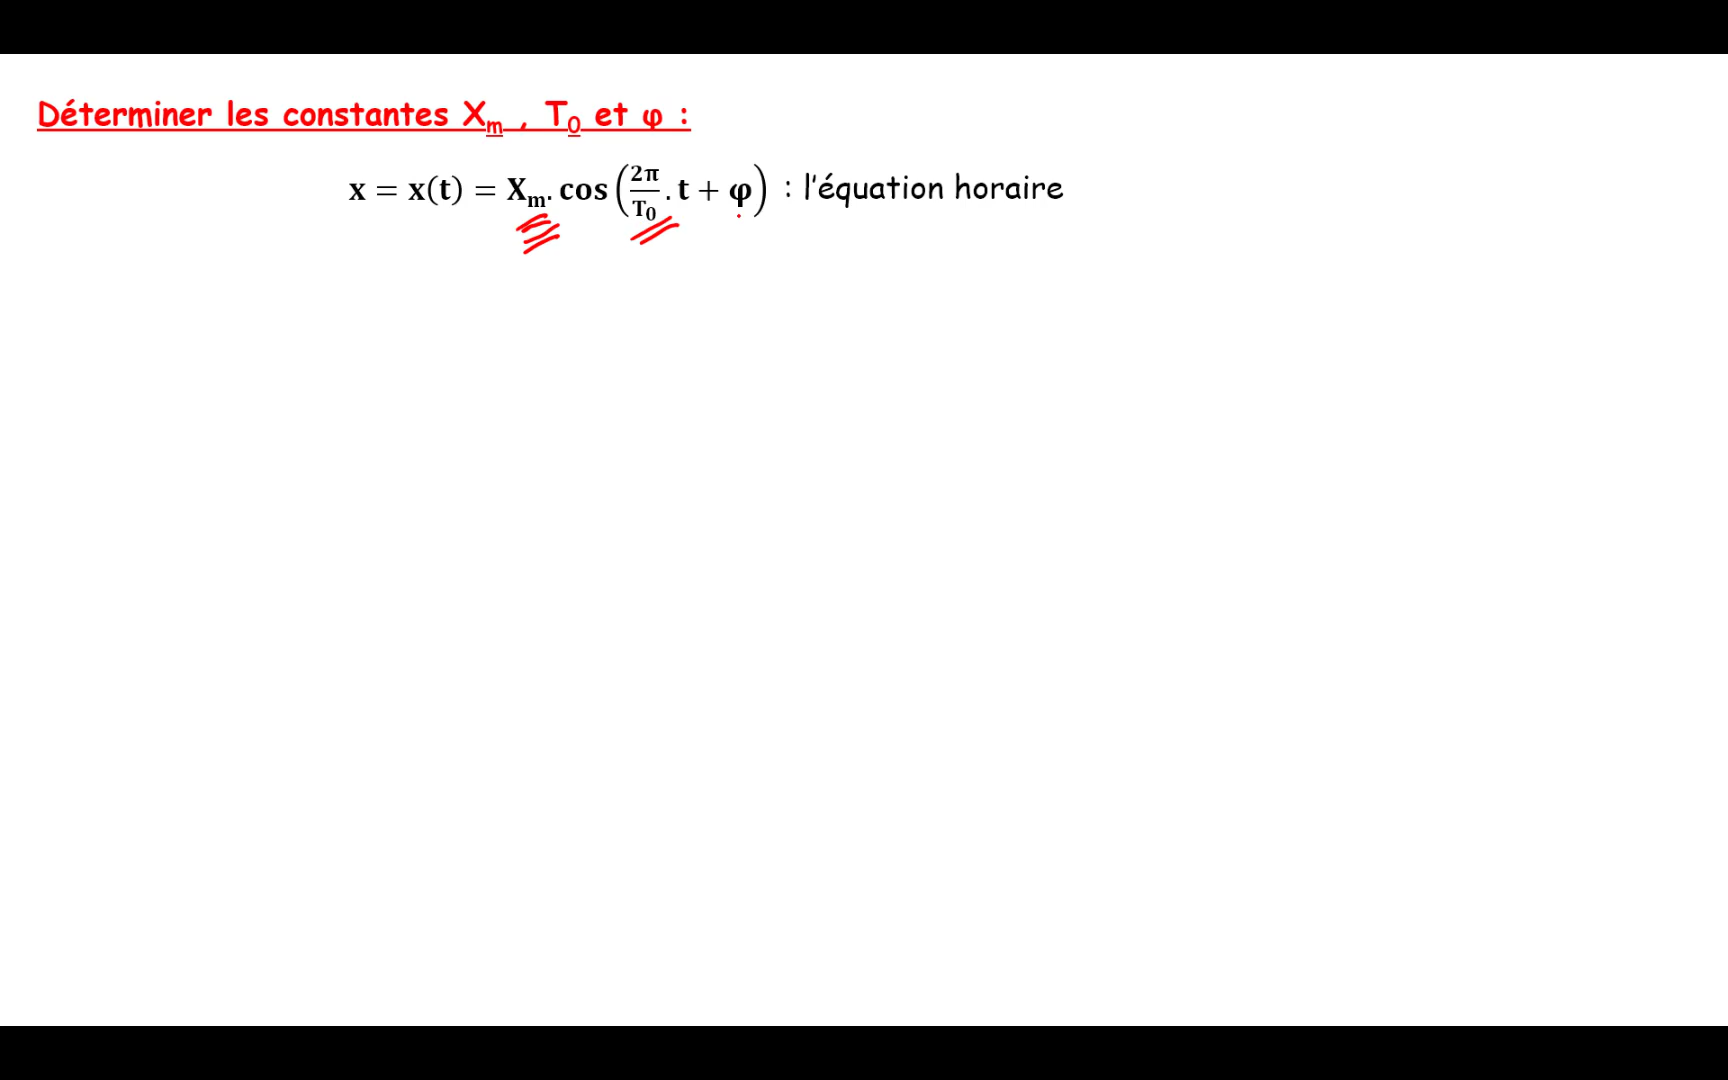 Déterminer les constantes Xₘ , T₀ et φ :
x = x(t) = Xₘ. cos(2π/T₀ . t + φ) : l'équation horaire